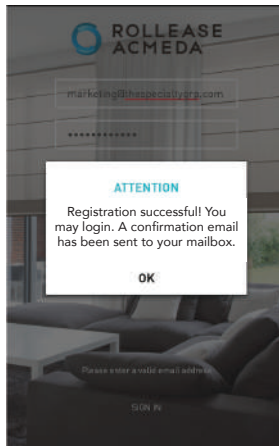 ROLLEASE
ACMEDA
marketing@thespecialtygrp.com
••••••••••••
ATTENTION
Registration successful! You
may login. A confirmation email
has been sent to your mailbox.
OK
Please enter a valid email address
SIGN IN